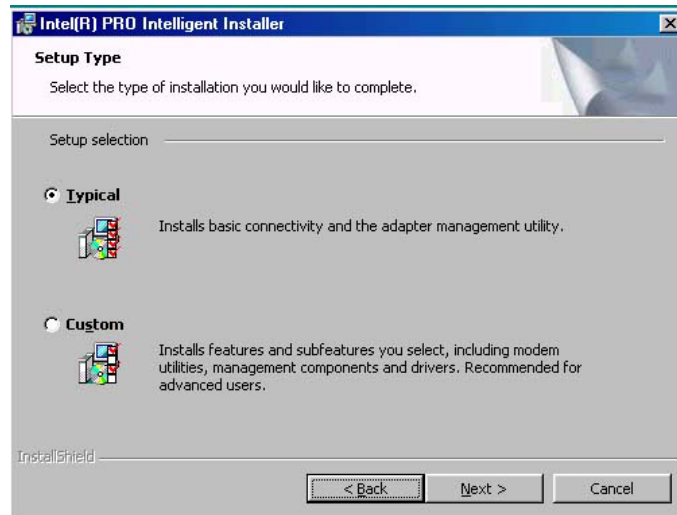 Intel(R) PRO Intelligent Installer
Setup Type
Select the type of installation you would like to complete.
Setup selection
Typical
Installs basic connectivity and the adapter management utility.
Custom
Installs features and subfeatures you select, including modem
utilities, management components and drivers. Recommended for
advanced users.
InstallShield
< Back
Next >
Cancel